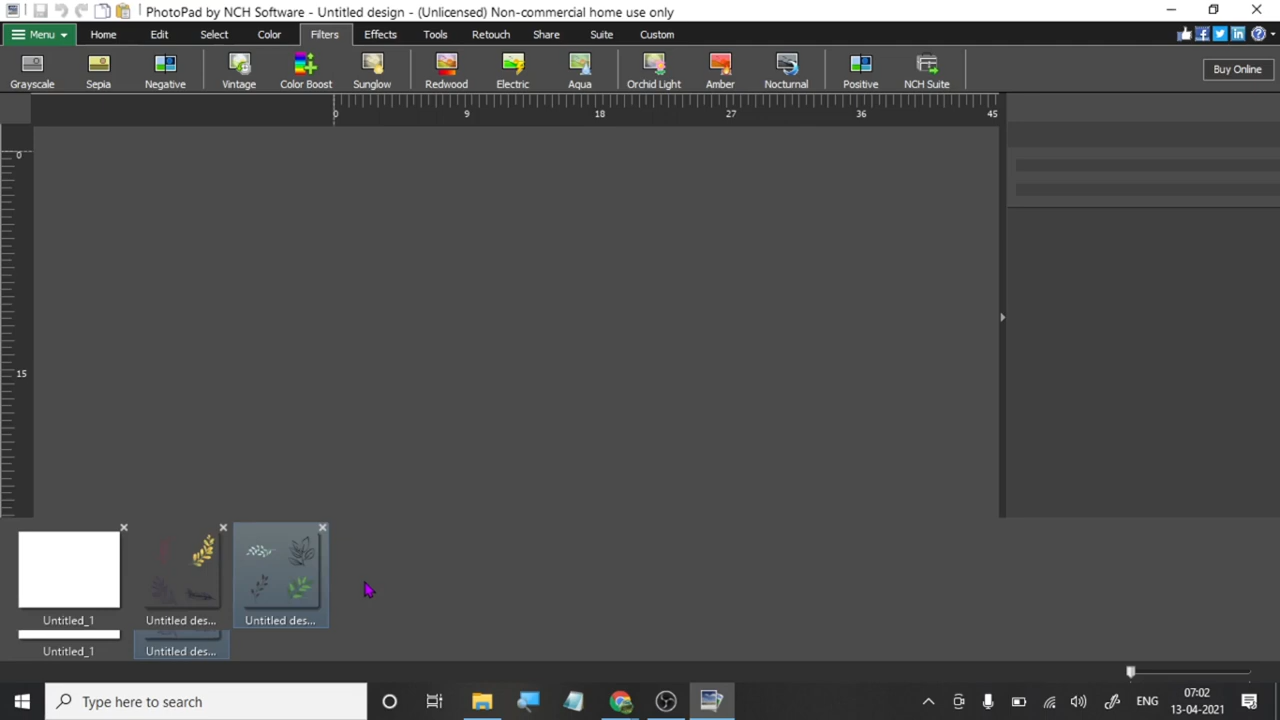 PhotoPad by NCH Software - Untitled design - (Unlicensed) Non-commercial home use only
Menu Home Edit Select Color Filters Effects Tools Retouch Share Suite Custom
Grayscale Sepia Negative Vintage Color Boost Sunglow Redwood Electric Aqua Orchid Light Amber Nocturnal Positive NCH Suite Buy Online
0 9 18 27 36 45
0
15
Untitled_1 Untitled des... Untitled des...
Untitled_1 Untitled des...
Type here to search
ENG
07:02
13-04-2021